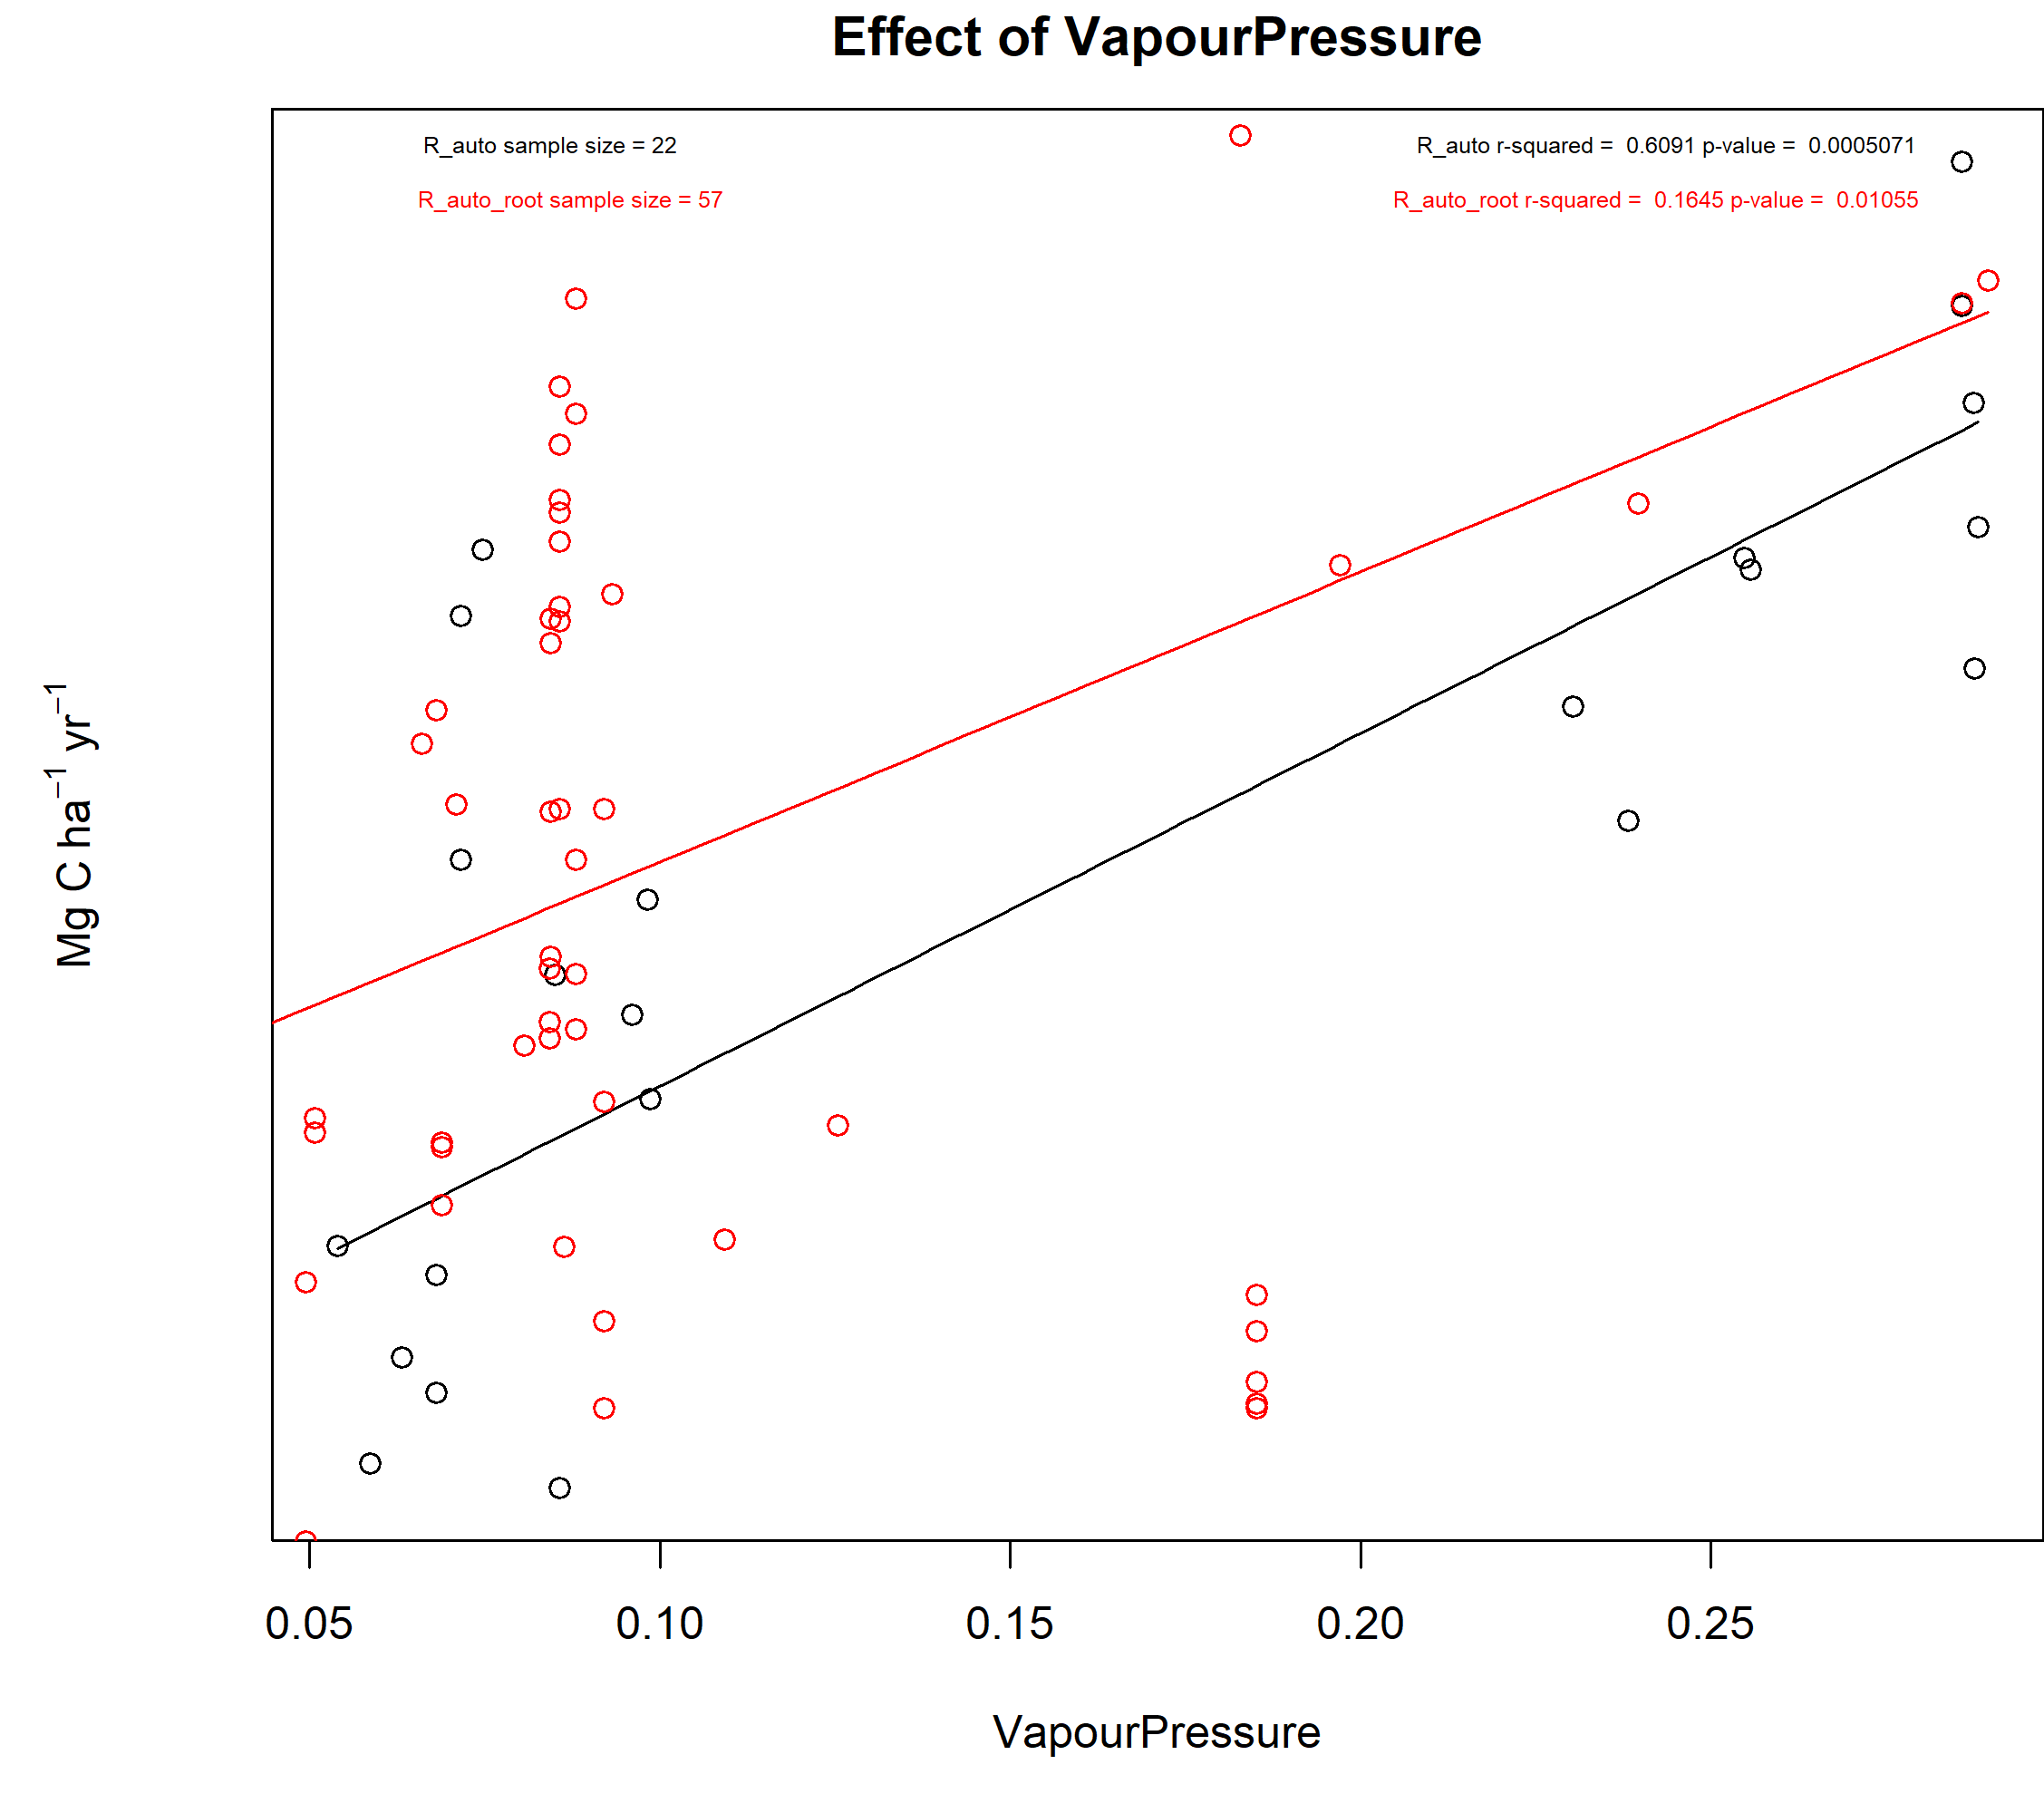 Effect of VapourPressure
R_auto sample size = 22
R_auto r-squared =  0.6091 p-value =  0.0005071
R_auto_root sample size = 57
R_auto_root r-squared =  0.1645 p-value =  0.01055
Mg C ha⁻¹ yr⁻¹
0.05 0.10 0.15 0.20 0.25
VapourPressure